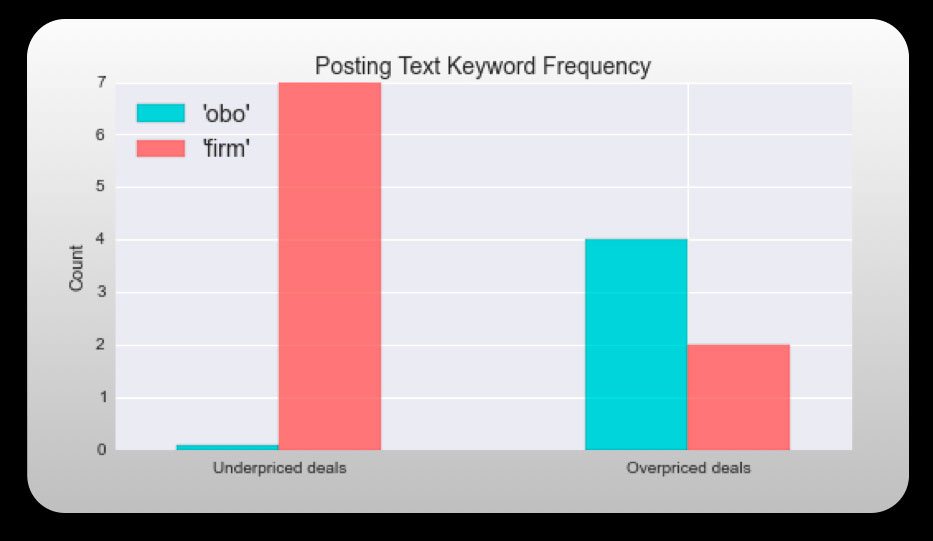 Posting Text Keyword Frequency
'obo'
'firm'
Count
7
6
5
4
3
2
1
0
Underpriced deals
Overpriced deals